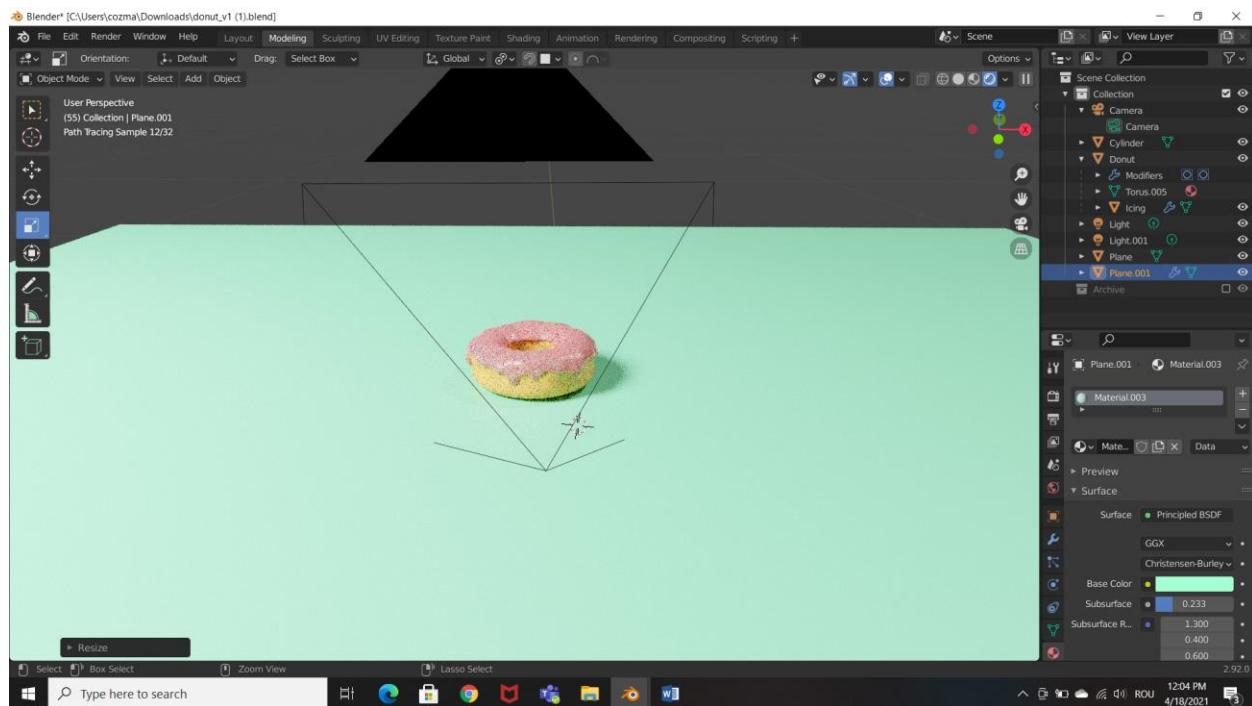 Blender* [C:\Users\cozma\Downloads\donut_v1 (1).blend]
File Edit Render Window Help Layout Modeling Sculpting UV Editing Texture Paint Shading Animation Rendering Compositing Scripting + Scene View Layer
Orientation: Default Drag: Select Box Global Options
Object Mode View Select Add Object
User Perspective
(55) Collection | Plane.001
Path Tracing Sample 12/32
Z
X
Resize
Scene Collection
Collection
Camera
Camera
Cylinder
Donut
Modifiers
Torus.005
Icing
Light
Light.001
Plane
Plane.001
Archive
Plane.001 Material.003
Material.003
Mate... Data
Preview
Surface
Surface Principled BSDF
GGX
Christensen-Burley
Base Color
Subsurface 0.233
Subsurface R... 1.300
0.400
0.600
Select Box Select Zoom View Lasso Select 2.92.0
Type here to search ROU 12:04 PM
4/18/2021 3